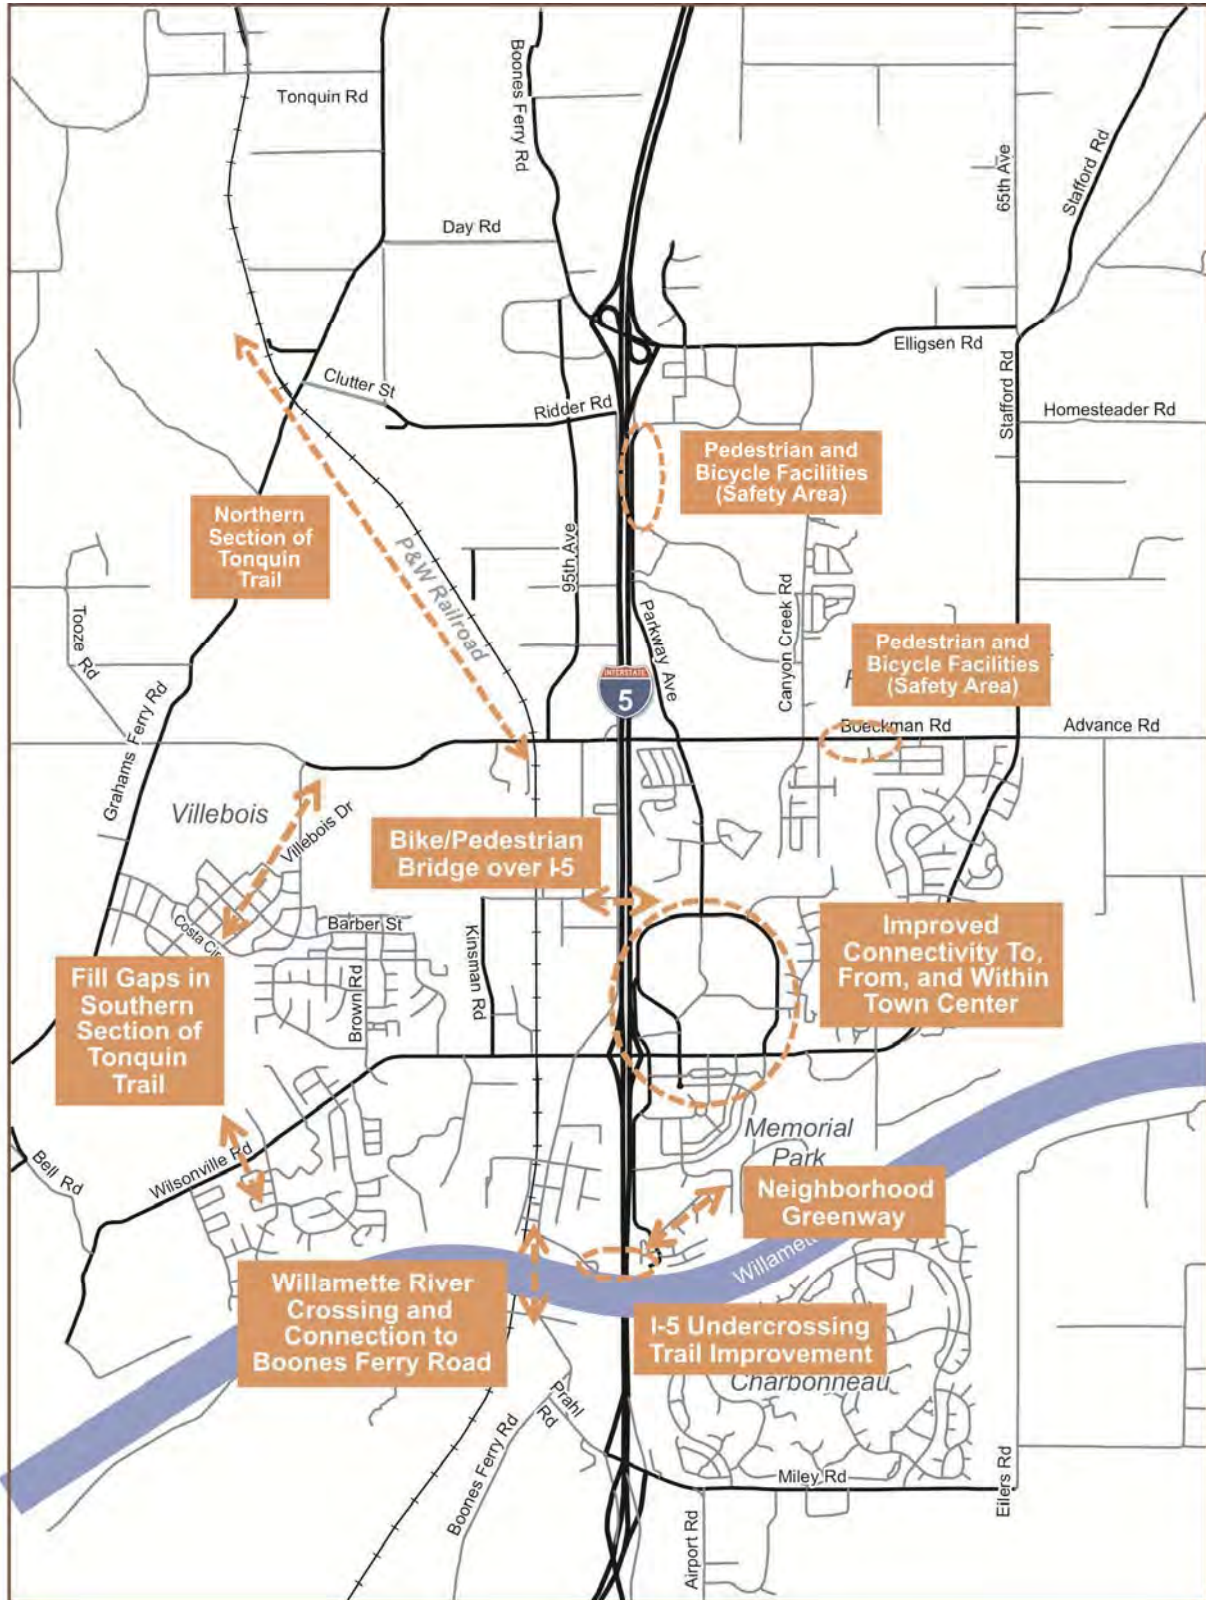 Tonquin Rd
Boones Ferry Rd
65th Ave
Stafford Rd
Day Rd
Elligsen Rd
Stafford Rd
Clutter St
Ridder Rd
Homesteader Rd
Pedestrian and
Bicycle Facilities
(Safety Area)
Northern
Section of
Tonquin
Trail
P&W Railroad
95th Ave
Canyon Creek Rd
Parkway Ave
Tooze Rd
Pedestrian and
Bicycle Facilities
(Safety Area)
INTERSTATE
5
Grahams Ferry Rd
Boeckman Rd
Advance Rd
Villebois
Villebois Dr
Bike/Pedestrian
Bridge over I-5
Costa Cir
Barber St
Kinsman Rd
Brown Rd
Improved
Connectivity To,
From, and Within
Town Center
Fill Gaps in
Southern
Section of
Tonquin
Trail
Memorial
Park
Bell Rd
Wilsonville Rd
Neighborhood
Greenway
Willamette
Willamette River
Crossing and
Connection to
Boones Ferry Road
I-5 Undercrossing
Trail Improvement
Charbonneau
Prahl
Rd
Boones Ferry Rd
Miley Rd
Eilers Rd
Airport Rd